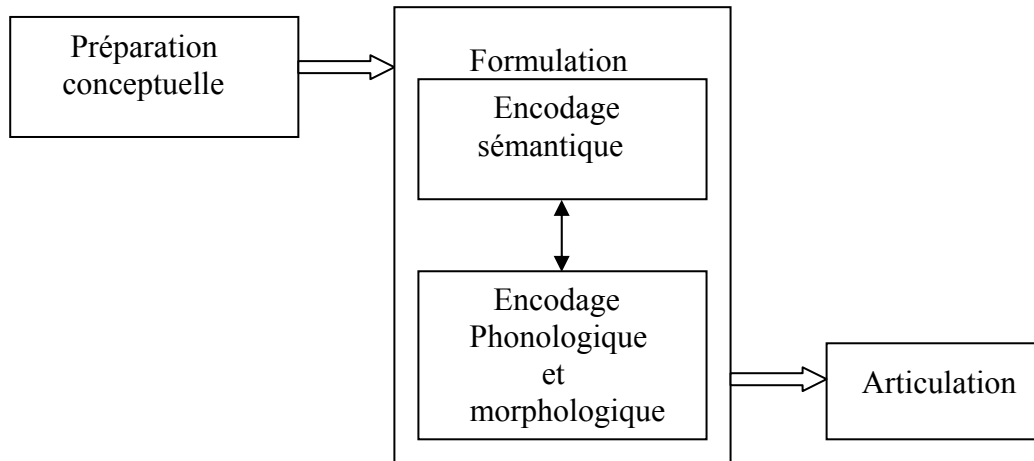 Préparation
conceptuelle
Formulation
Encodage
sémantique
Encodage
Phonologique
et
morphologique
Articulation